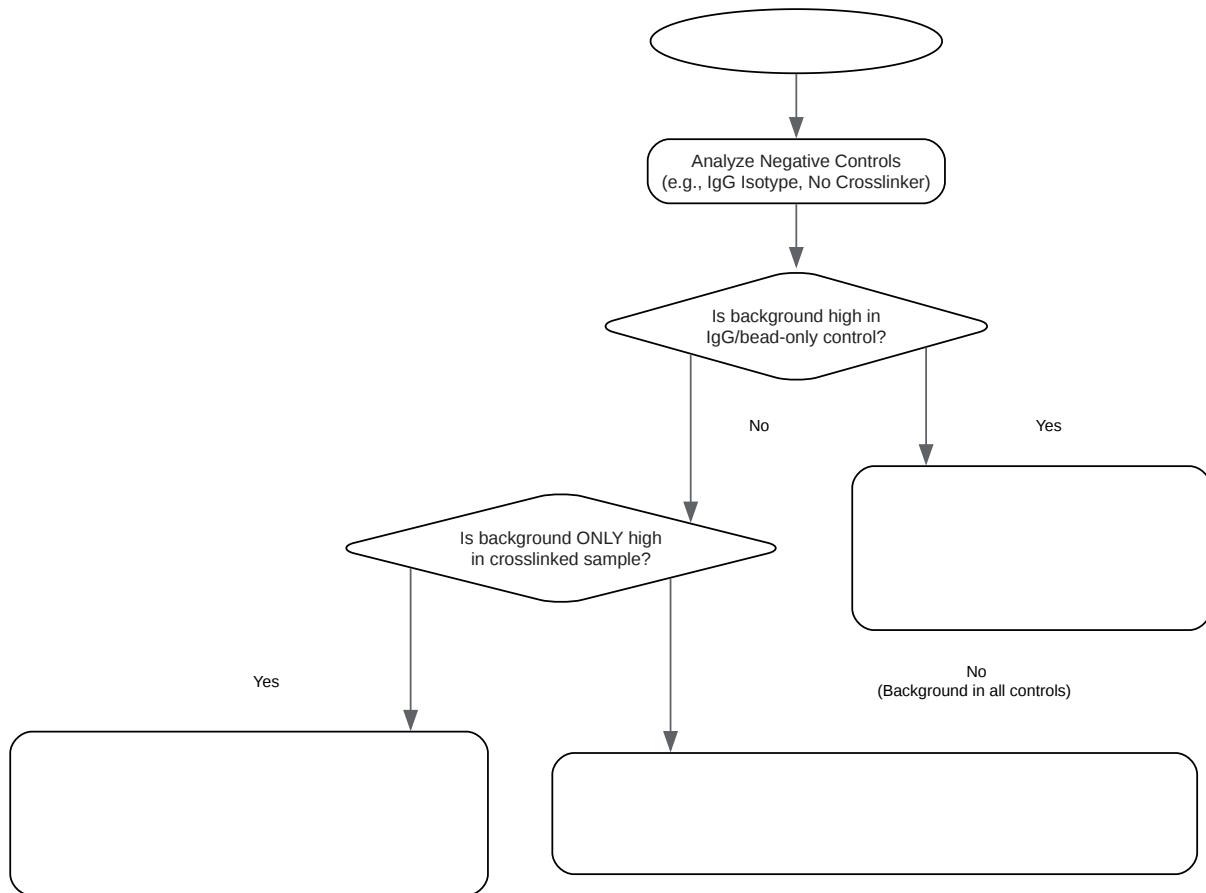 Analyze Negative Controls
(e.g., IgG Isotype, No Crosslinker)
Is background high in
IgG/bead-only control?
No
Yes
Is background ONLY high
in crosslinked sample?
Yes
No
(Background in all controls)